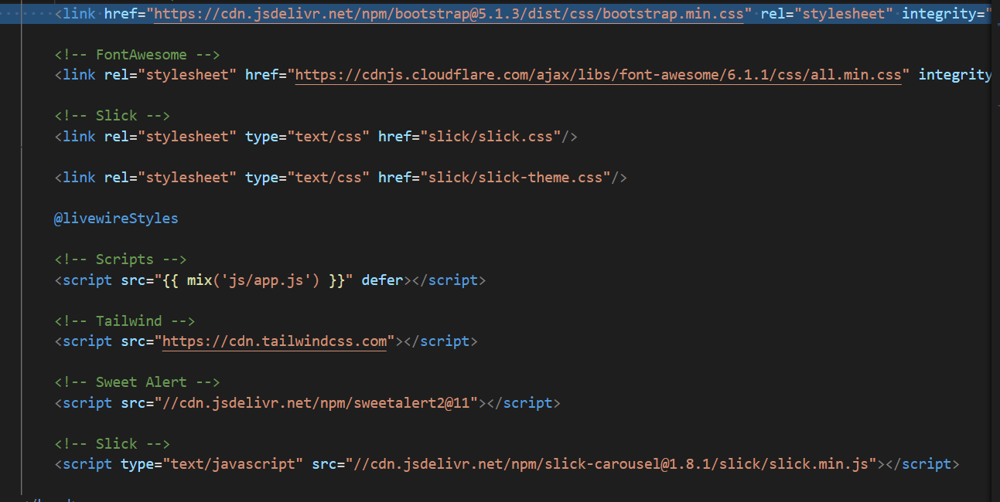 <link href="https://cdn.jsdelivr.net/npm/bootstrap@5.1.3/dist/css/bootstrap.min.css" rel="stylesheet" integrity="
<!-- FontAwesome -->
<link rel="stylesheet" href="https://cdnjs.cloudflare.com/ajax/libs/font-awesome/6.1.1/css/all.min.css" integrity
<!-- Slick -->
<link rel="stylesheet" type="text/css" href="slick/slick.css"/>
<link rel="stylesheet" type="text/css" href="slick/slick-theme.css"/>
@livewireStyles
<!-- Scripts -->
<script src="{{ mix('js/app.js') }}" defer></script>
<!-- Tailwind -->
<script src="https://cdn.tailwindcss.com"></script>
<!-- Sweet Alert -->
<script src="//cdn.jsdelivr.net/npm/sweetalert2@11"></script>
<!-- Slick -->
<script type="text/javascript" src="//cdn.jsdelivr.net/npm/slick-carousel@1.8.1/slick/slick.min.js"></script>